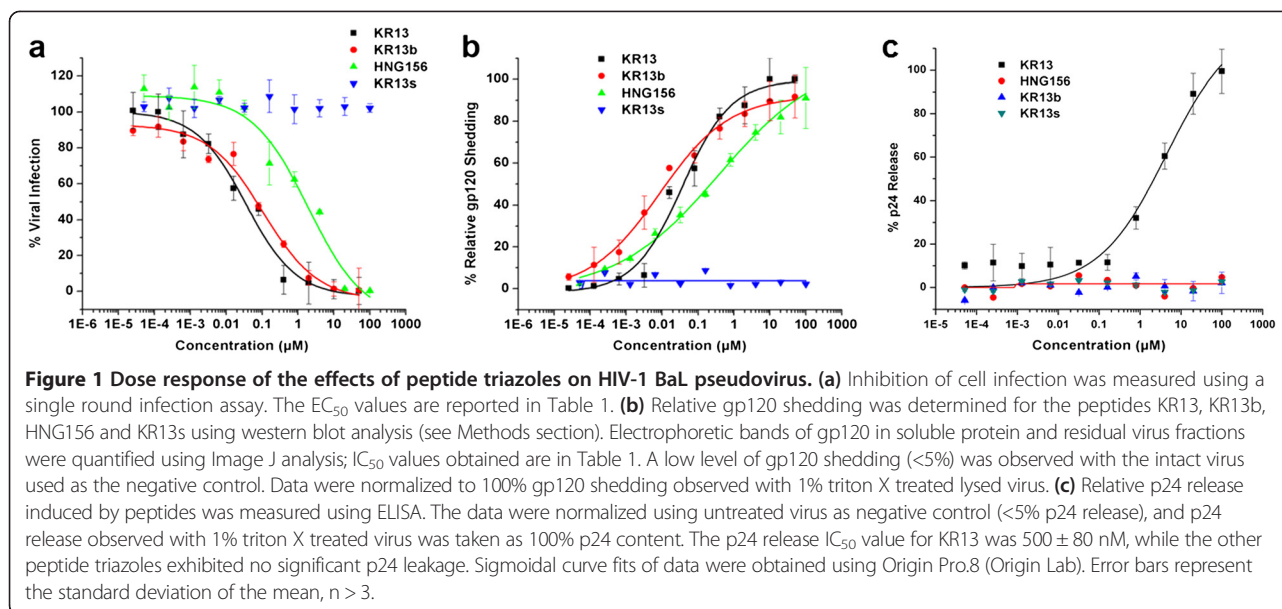 a
KR13
KR13b
HNG156
KR13s
% Viral Infection
120
100
80
60
40
20
0
1E-6 1E-5 1E-4 1E-3 0.01 0.1 1 10 100 1000
Concentration (µM)
b
KR13
KR13b
HNG156
KR13s
% Relative gp120 Shedding
100
80
60
40
20
0
1E-6 1E-5 1E-4 1E-3 0.01 0.1 1 10 100 1000
Concentration (µM)
c
KR13
HNG156
KR13b
KR13s
% p24 Release
100
80
60
40
20
0
1E-5 1E-4 1E-3 0.01 0.1 1 10 100 1000
Concentration (µM)
Figure 1 Dose response of the effects of peptide triazoles on HIV-1 BaL pseudovirus. (a) Inhibition of cell infection was measured using a
single round infection assay. The EC50 values are reported in Table 1. (b) Relative gp120 shedding was determined for the peptides KR13, KR13b,
HNG156 and KR13s using western blot analysis (see Methods section). Electrophoretic bands of gp120 in soluble protein and residual virus fractions
were quantified using Image J analysis; IC50 values obtained are in Table 1. A low level of gp120 shedding (<5%) was observed with the intact virus
used as the negative control. Data were normalized to 100% gp120 shedding observed with 1% triton X treated lysed virus. (c) Relative p24 release
induced by peptides was measured using ELISA. The data were normalized using untreated virus as negative control (<5% p24 release), and p24
release observed with 1% triton X treated virus was taken as 100% p24 content. The p24 release IC50 value for KR13 was 500 ± 80 nM, while the other
peptide triazoles exhibited no significant p24 leakage. Sigmoidal curve fits of data were obtained using Origin Pro.8 (Origin Lab). Error bars represent
the standard deviation of the mean, n > 3.